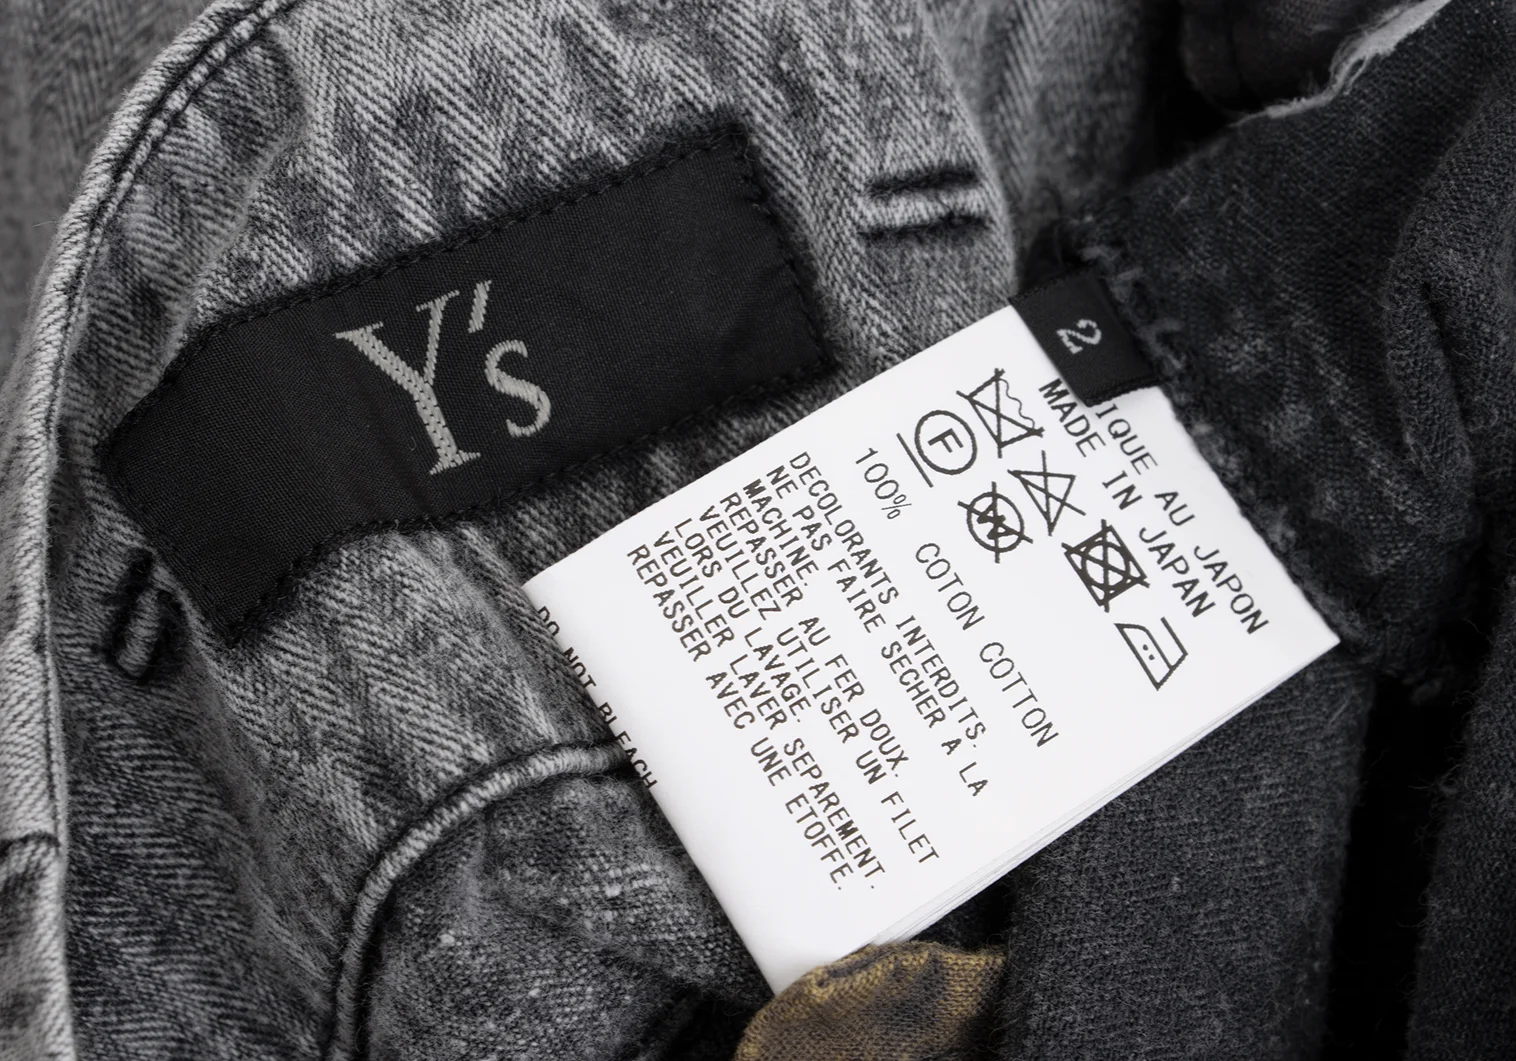 Y's
2
IQUE AU JAPON
MADE IN JAPAN
F
W
100% COTON COTTON
DECOLORANTS INTERDITS.
NE PAS FAIRE SECHER A LA
MACHINE.
REPASSER AU FER DOUX.
VEUILLEZ UTILISER UN FILET
LORS DU LAVAGE.
VEUILLER LAVER SEPAREMENT.
REPASSER AVEC UNE ETOFFE.
DO NOT BLEACH